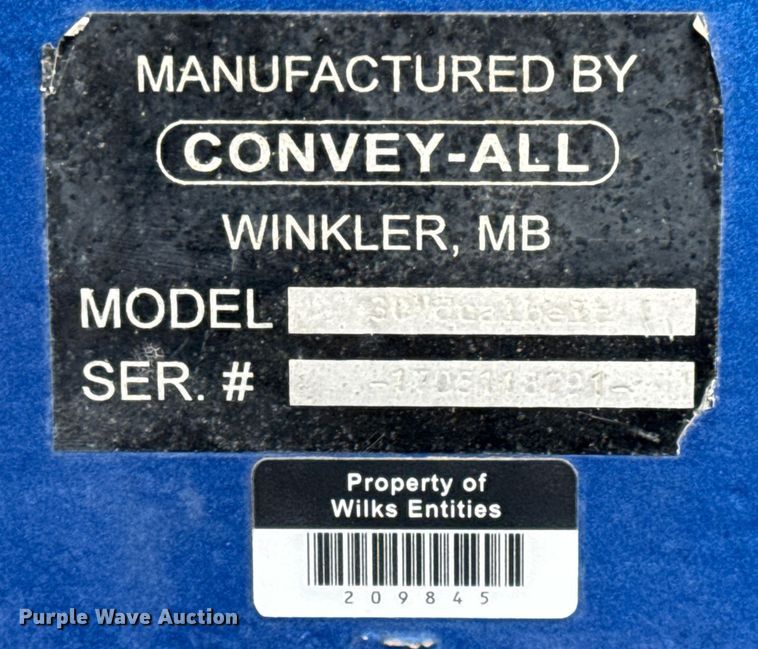 MANUFACTURED BY
CONVEY-ALL
WINKLER, MB
MODEL
SER. #
Property of
Wilks Entities
209845
Purple Wave Auction